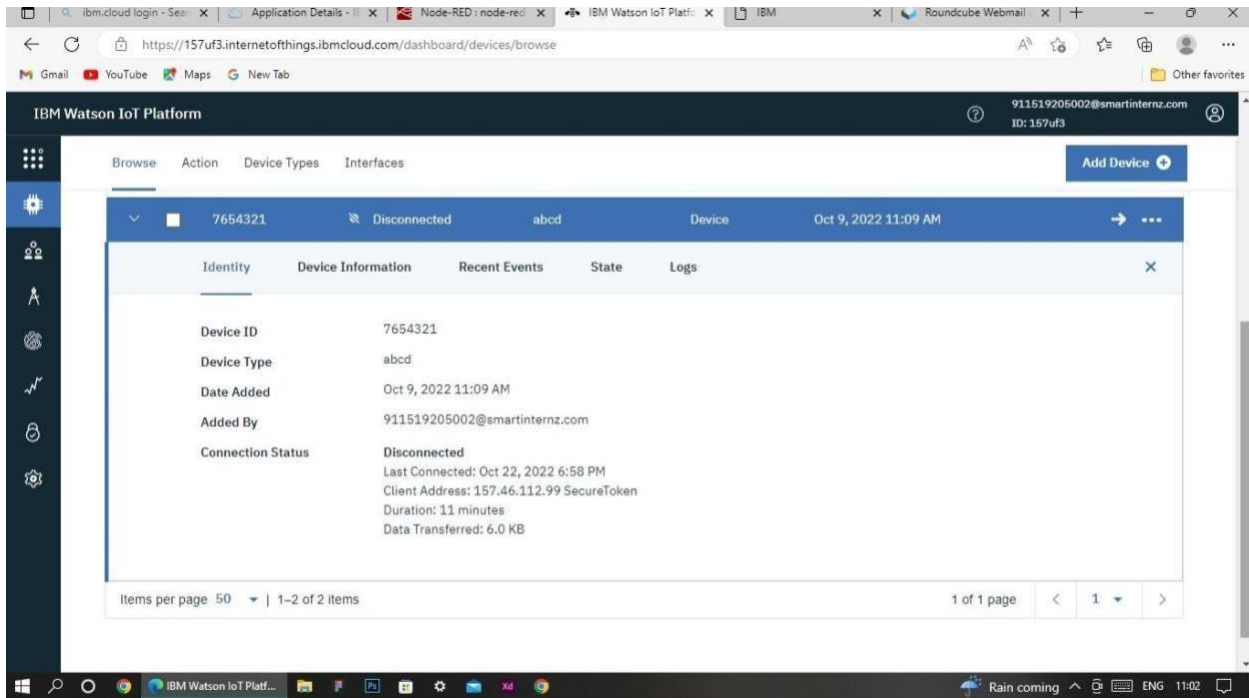 ibm.cloud login - Sear
Application Details - 
Node-RED : node-red
IBM Watson IoT Platfo
IBM
Roundcube Webmail
https://157uf3.internetofthings.ibmcloud.com/dashboard/devices/browse
Gmail YouTube Maps New Tab Other favorites
IBM Watson IoT Platform
911519205002@smartinternz.com
ID: 157uf3
Browse Action Device Types Interfaces Add Device
7654321 Disconnected abcd Device Oct 9, 2022 11:09 AM
Identity Device Information Recent Events State Logs
Device ID 7654321
Device Type abcd
Date Added Oct 9, 2022 11:09 AM
Added By 911519205002@smartinternz.com
Connection Status Disconnected
Last Connected: Oct 22, 2022 6:58 PM
Client Address: 157.46.112.99 SecureToken
Duration: 11 minutes
Data Transferred: 6.0 KB
Items per page 50 | 1–2 of 2 items 1 of 1 page 1
IBM Watson IoT Platf... Ps Xd Rain coming ENG 11:02